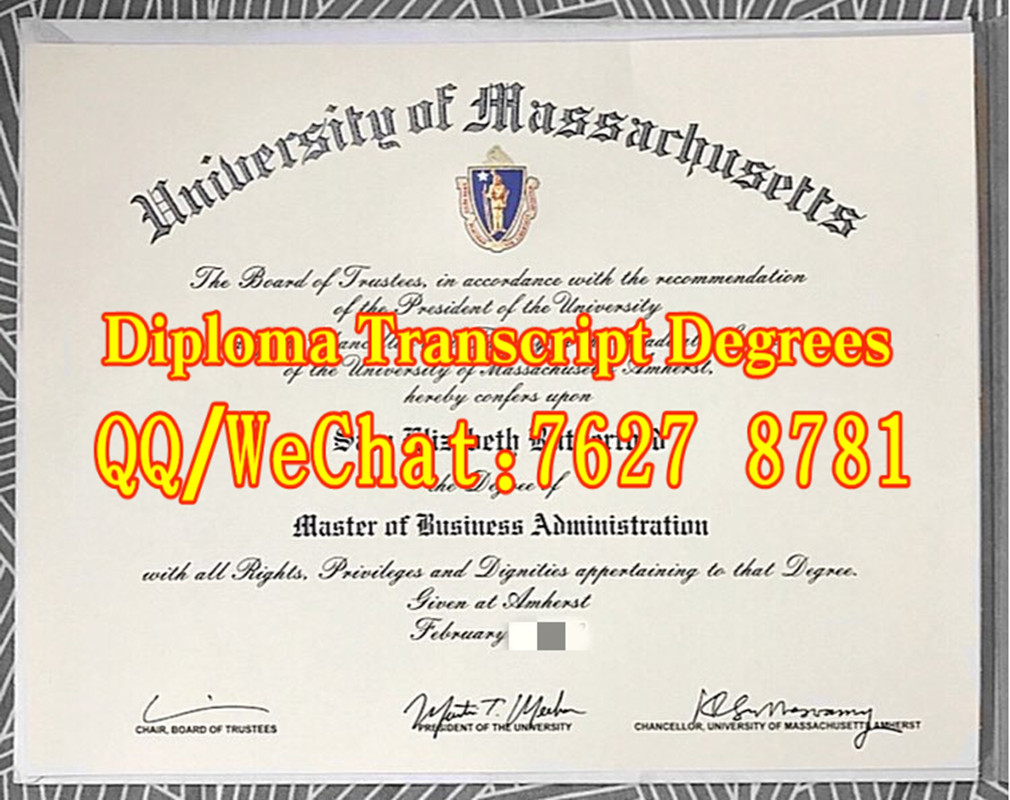 University of Massachusetts
The Board of Trustees, in accordance with the recommendation
of the President of the University
Diploma Transcript Degrees
of the University of Massachusetts Amherst,
hereby confers upon
Elizabeth
QQ/WeChat:7627 8781
the Degree of
Master of Business Administration
with all Rights, Privileges and Dignities appertaining to that Degree.
Given at Amherst
February
CHAIR, BOARD OF TRUSTEES
PRESIDENT OF THE UNIVERSITY
CHANCELLOR, UNIVERSITY OF MASSACHUSETTS AMHERST